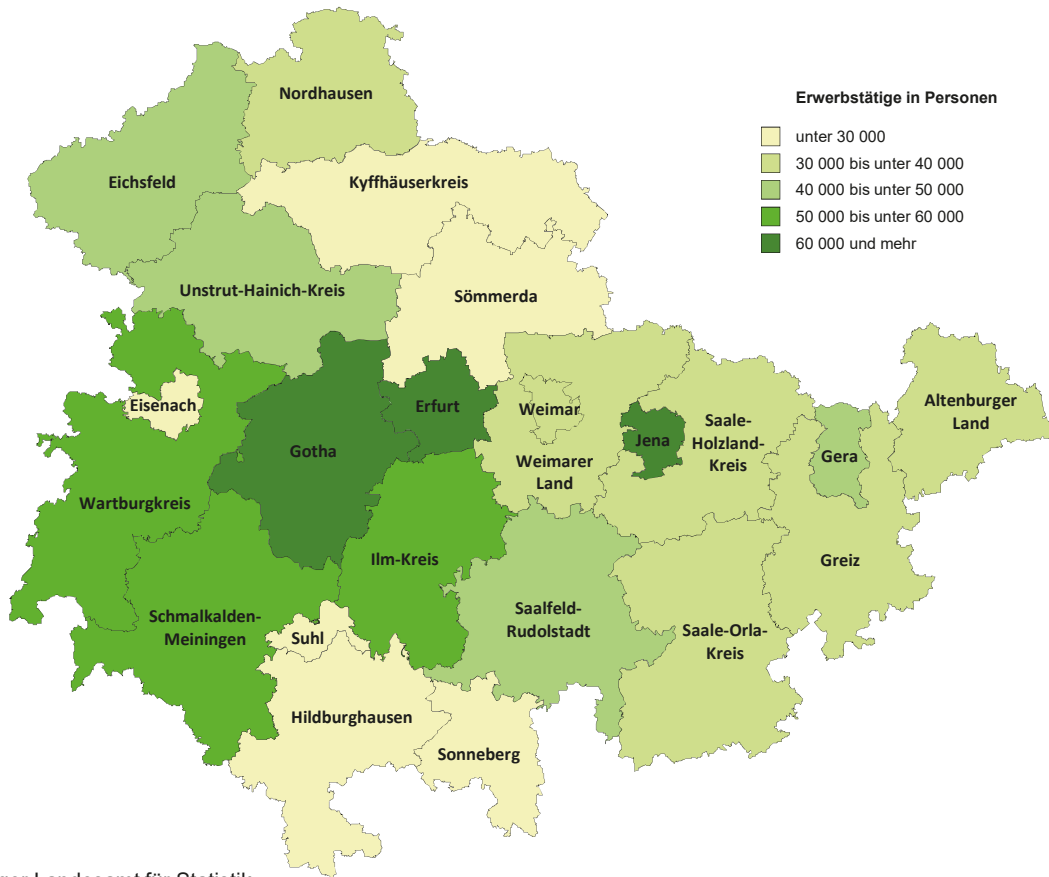 Nordhausen
Erwerbstätige in Personen
unter 30 000
30 000 bis unter 40 000
40 000 bis unter 50 000
50 000 bis unter 60 000
60 000 und mehr
Eichsfeld
Kyffhäuserkreis
Unstrut-Hainich-Kreis
Sömmerda
Eisenach
Erfurt
Weimar
Altenburger
Land
Gotha
Jena
Saale-
Holzland-
Kreis
Gera
Weimarer
Land
Wartburgkreis
Ilm-Kreis
Greiz
Schmalkalden-
Meiningen
Saalfeld-
Rudolstadt
Suhl
Saale-Orla-
Kreis
Hildburghausen
Sonneberg
Landesamt für Statistik